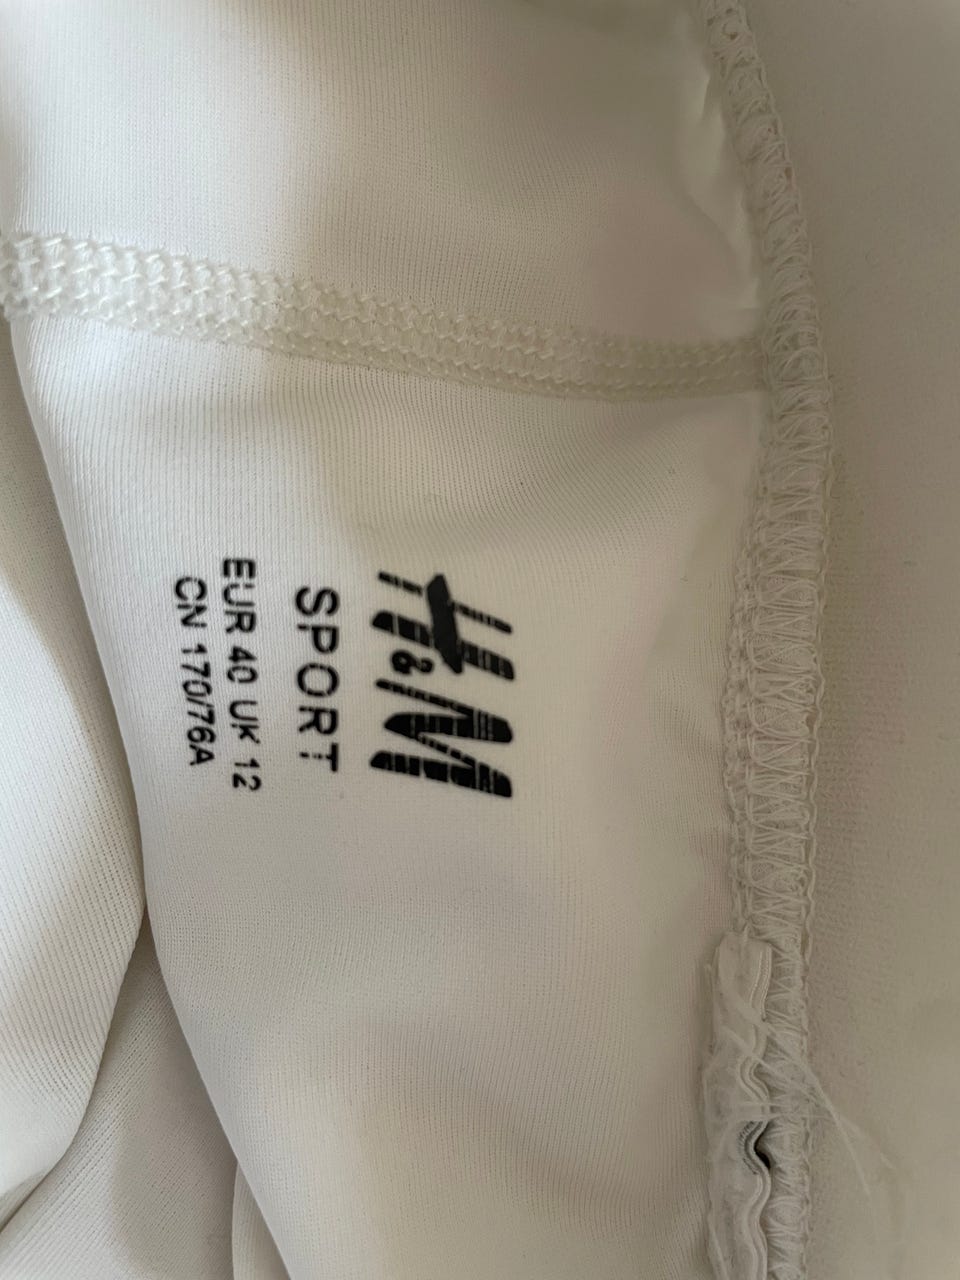 H&M
SPORT
EUR 40 UK 12
CN 170/76A